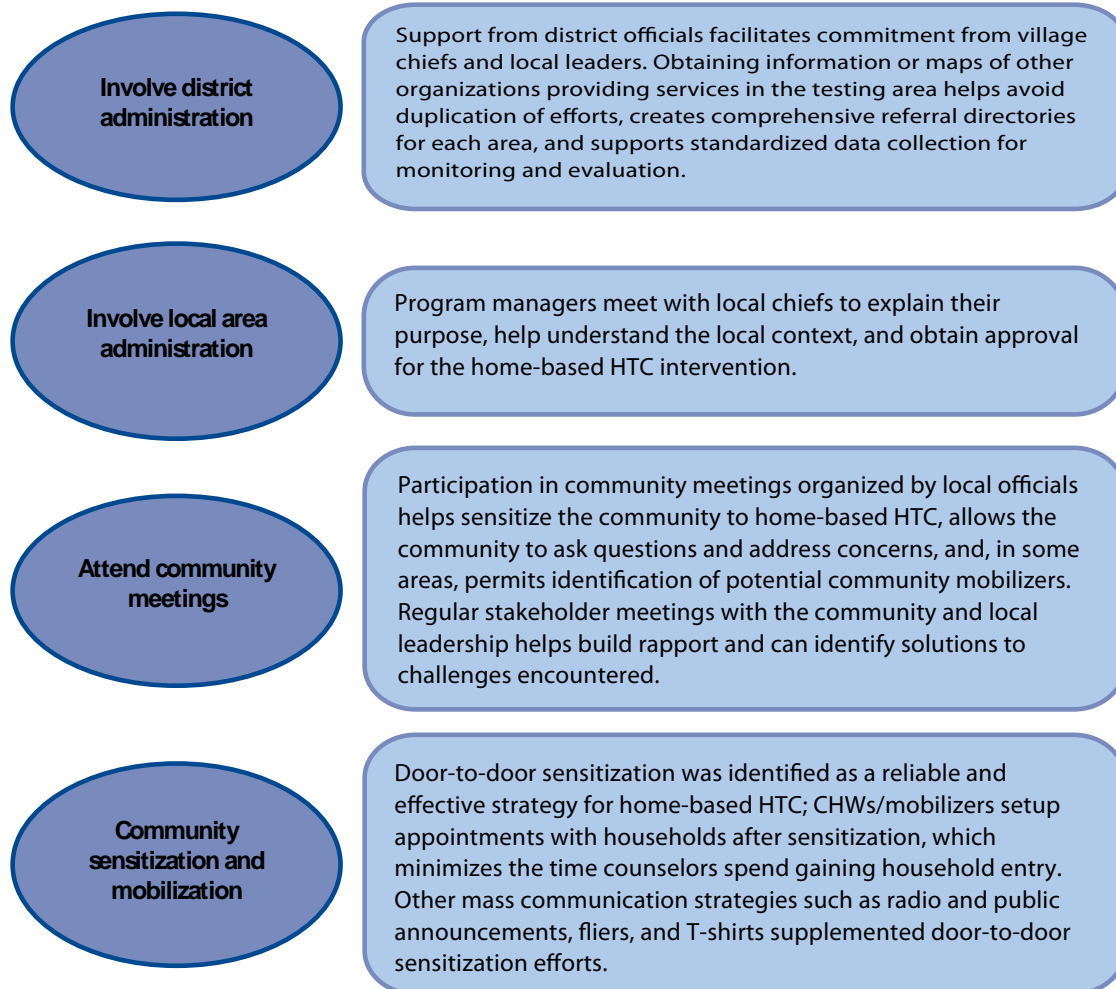 Involve district
administration
Support from district officials facilitates commitment from village
chiefs and local leaders. Obtaining information or maps of other
organizations providing services in the testing area helps avoid
duplication of efforts, creates comprehensive referral directories
for each area, and supports standardized data collection for
monitoring and evaluation.
Involve local area
administration
Program managers meet with local chiefs to explain their
purpose, help understand the local context, and obtain approval
for the home-based HTC intervention.
Attend community
meetings
Participation in community meetings organized by local officials
helps sensitize the community to home-based HTC, allows the
community to ask questions and address concerns, and, in some
areas, permits identification of potential community mobilizers.
Regular stakeholder meetings with the community and local
leadership helps build rapport and can identify solutions to
challenges encountered.
Community
sensitization and
mobilization
Door-to-door sensitization was identified as a reliable and
effective strategy for home-based HTC; CHWs/mobilizers setup
appointments with households after sensitization, which
minimizes the time counselors spend gaining household entry.
Other mass communication strategies such as radio and public
announcements, fliers, and T-shirts supplemented door-to-door
sensitization efforts.